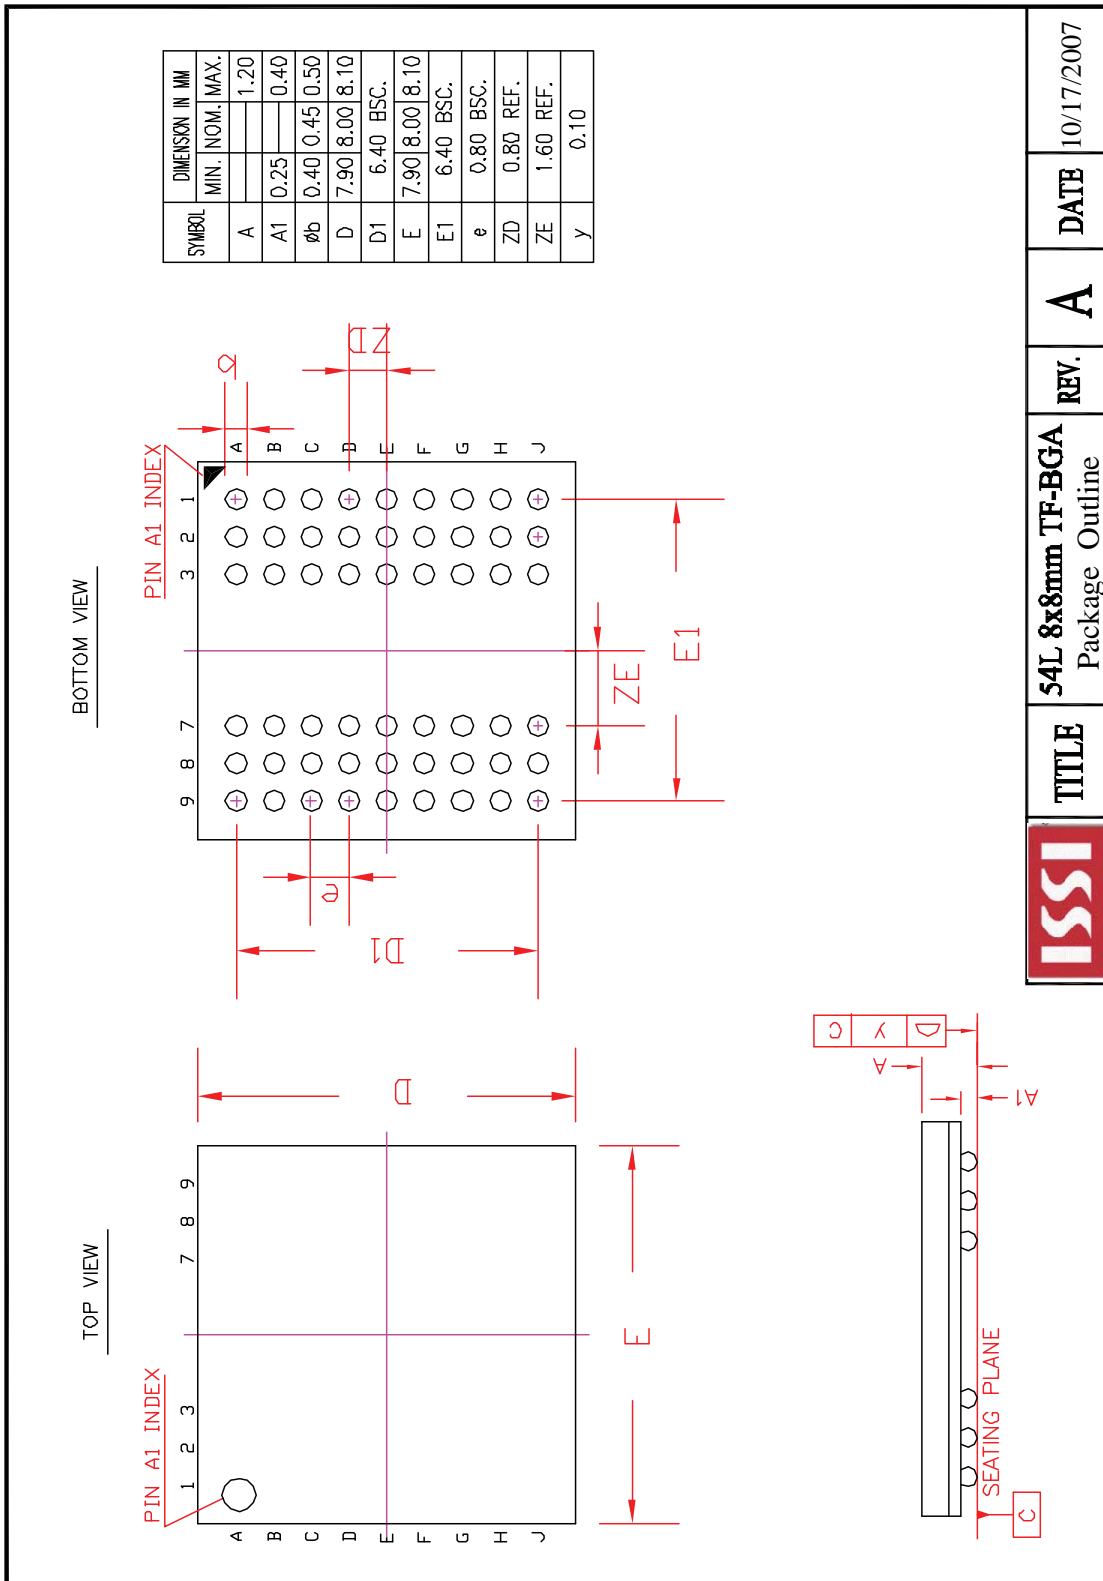 TOP VIEW
BOTTOM VIEW
PIN A1 INDEX
PIN A1 INDEX
1 2 3 7 8 9
A
B
C
D
E
F
G
H
J
D
E
9 8 7 3 2 1
A
B
C
D
E
F
G
H
J
b
ZD
e
D1
ZE
E1
SYMBOL DIMENSION IN MM
MIN. NOM. MAX.
A 1.20
A1 0.25 0.40
øb 0.40 0.45 0.50
D 7.90 8.00 8.10
D1 6.40 BSC.
E 7.90 8.00 8.10
E1 6.40 BSC.
e 0.80 BSC.
ZD 0.80 REF.
ZE 1.60 REF.
y 0.10
C y
A
A1
SEATING PLANE
C
ISSI
TITLE
54L 8x8mm TF-BGA
Package Outline
REV.
A
DATE
10/17/2007